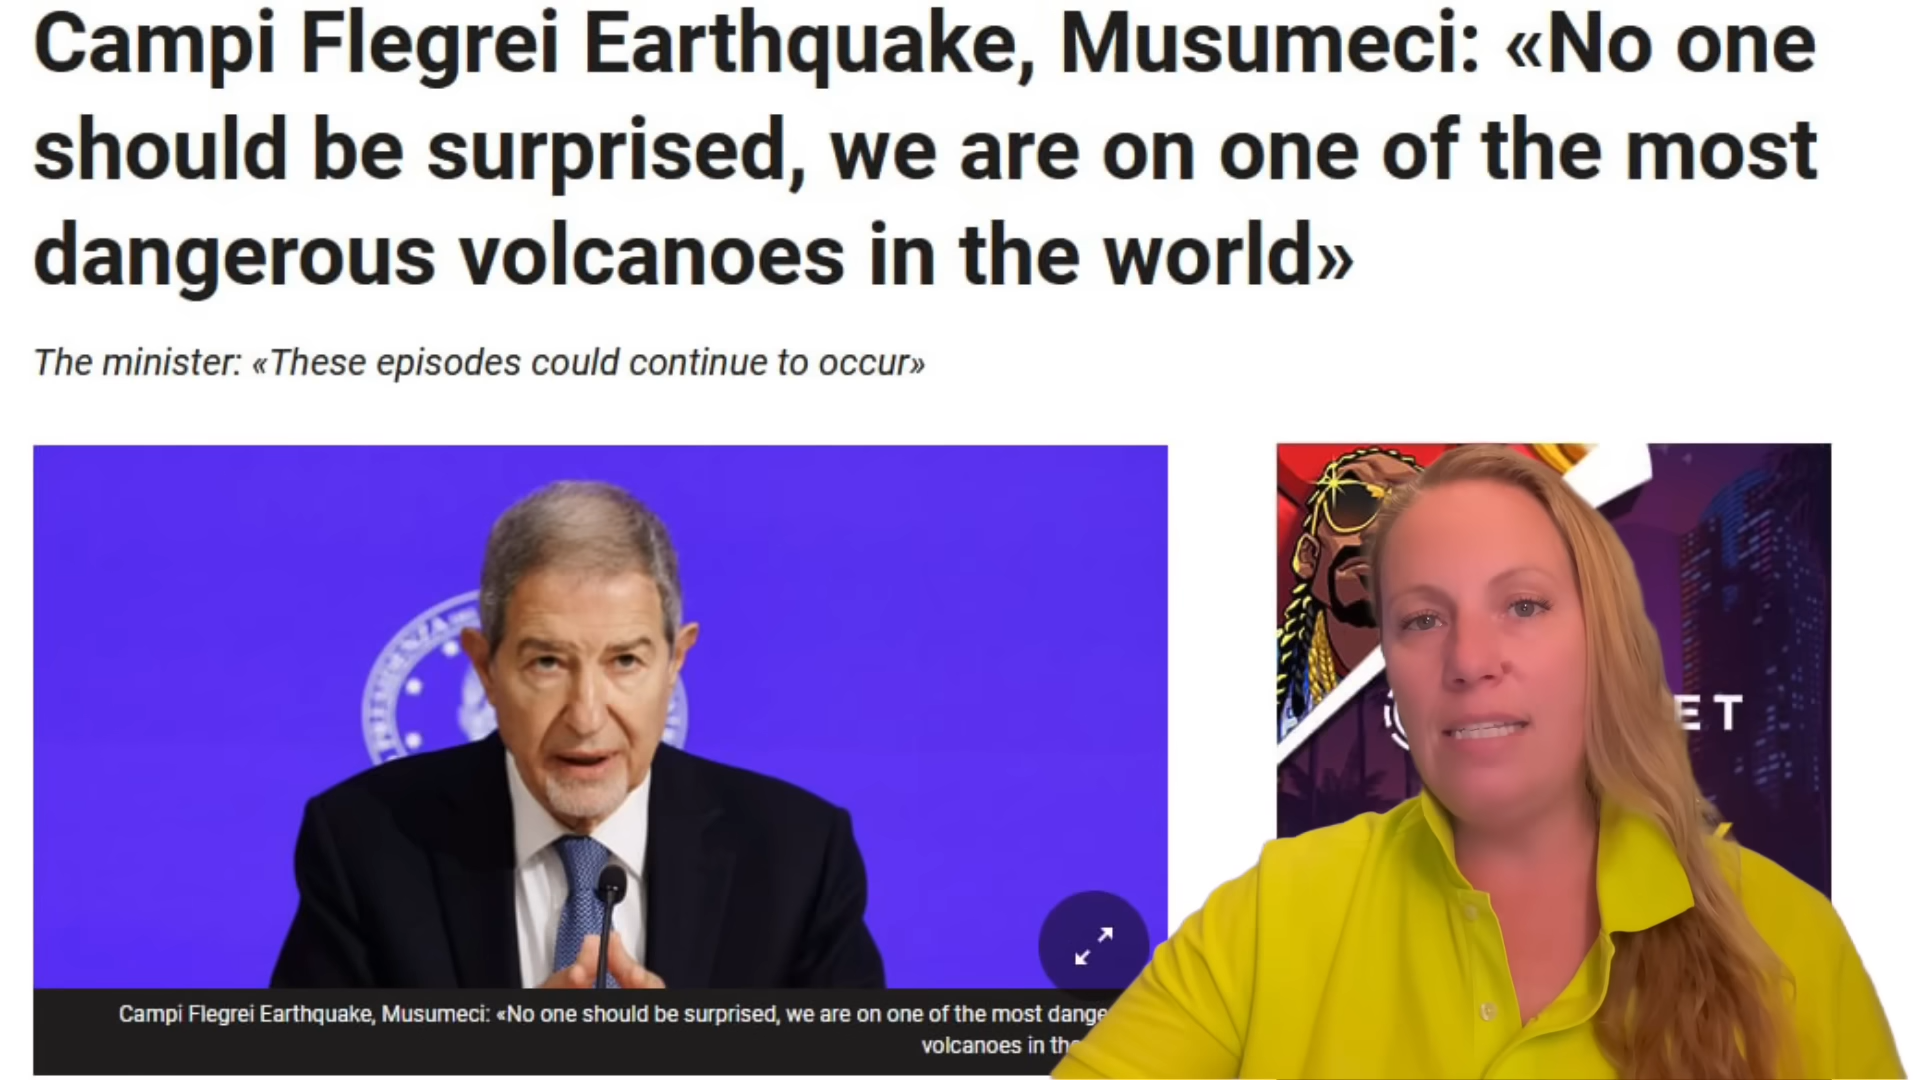 Campi Flegrei Earthquake, Musumeci: «No one
should be surprised, we are on one of the most
dangerous volcanoes in the world»
The minister: «These episodes could continue to occur»
ET
Campi Flegrei Earthquake, Musumeci: «No one should be surprised, we are on one of the most
volcanoes in